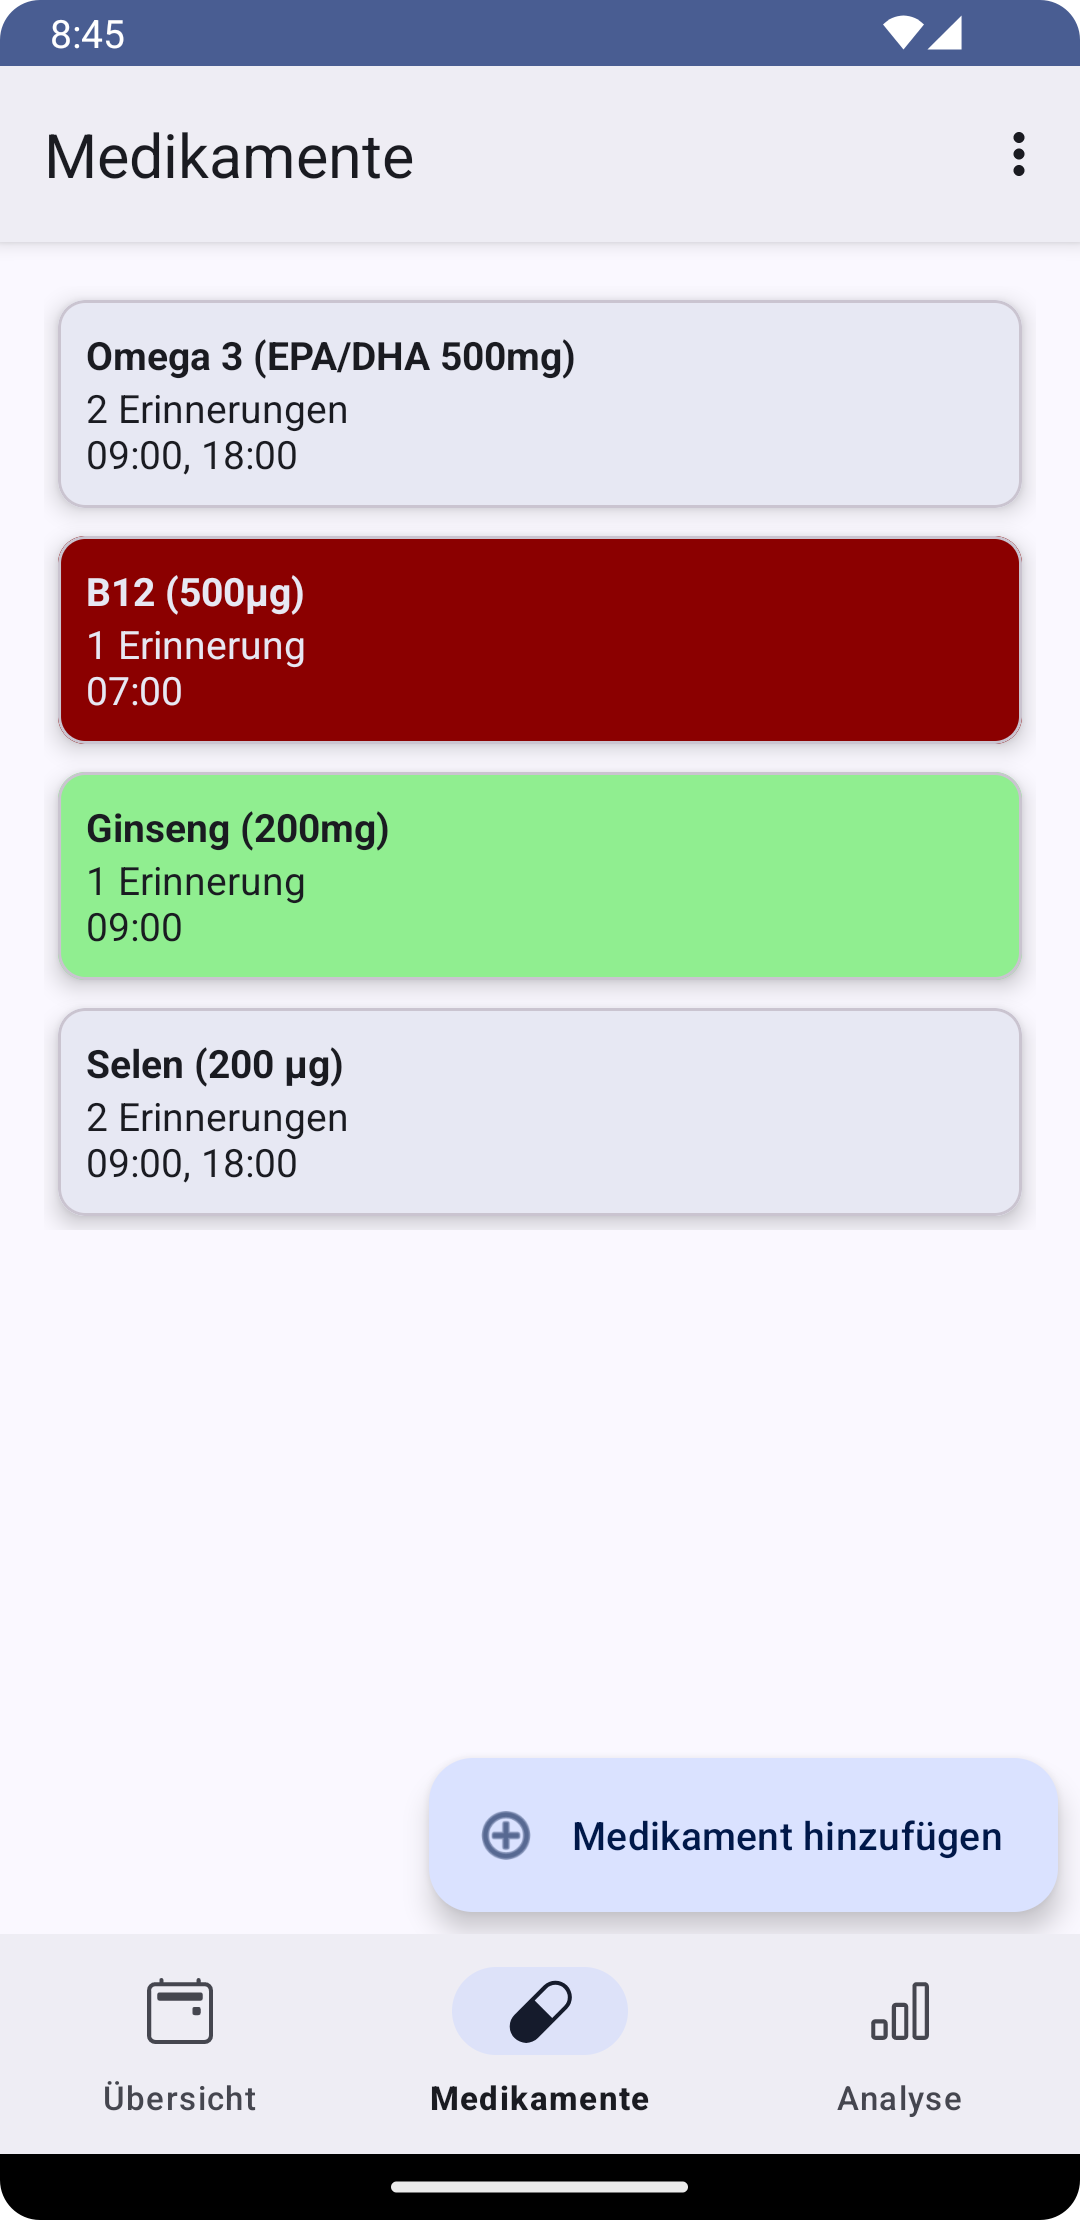 8:45
Medikamente
Omega 3 (EPA/DHA 500mg)
2 Erinnerungen
09:00, 18:00
B12 (500µg)
1 Erinnerung
07:00
Ginseng (200mg)
1 Erinnerung
09:00
Selen (200 µg)
2 Erinnerungen
09:00, 18:00
Medikament hinzufügen
Übersicht
Medikamente
Analyse